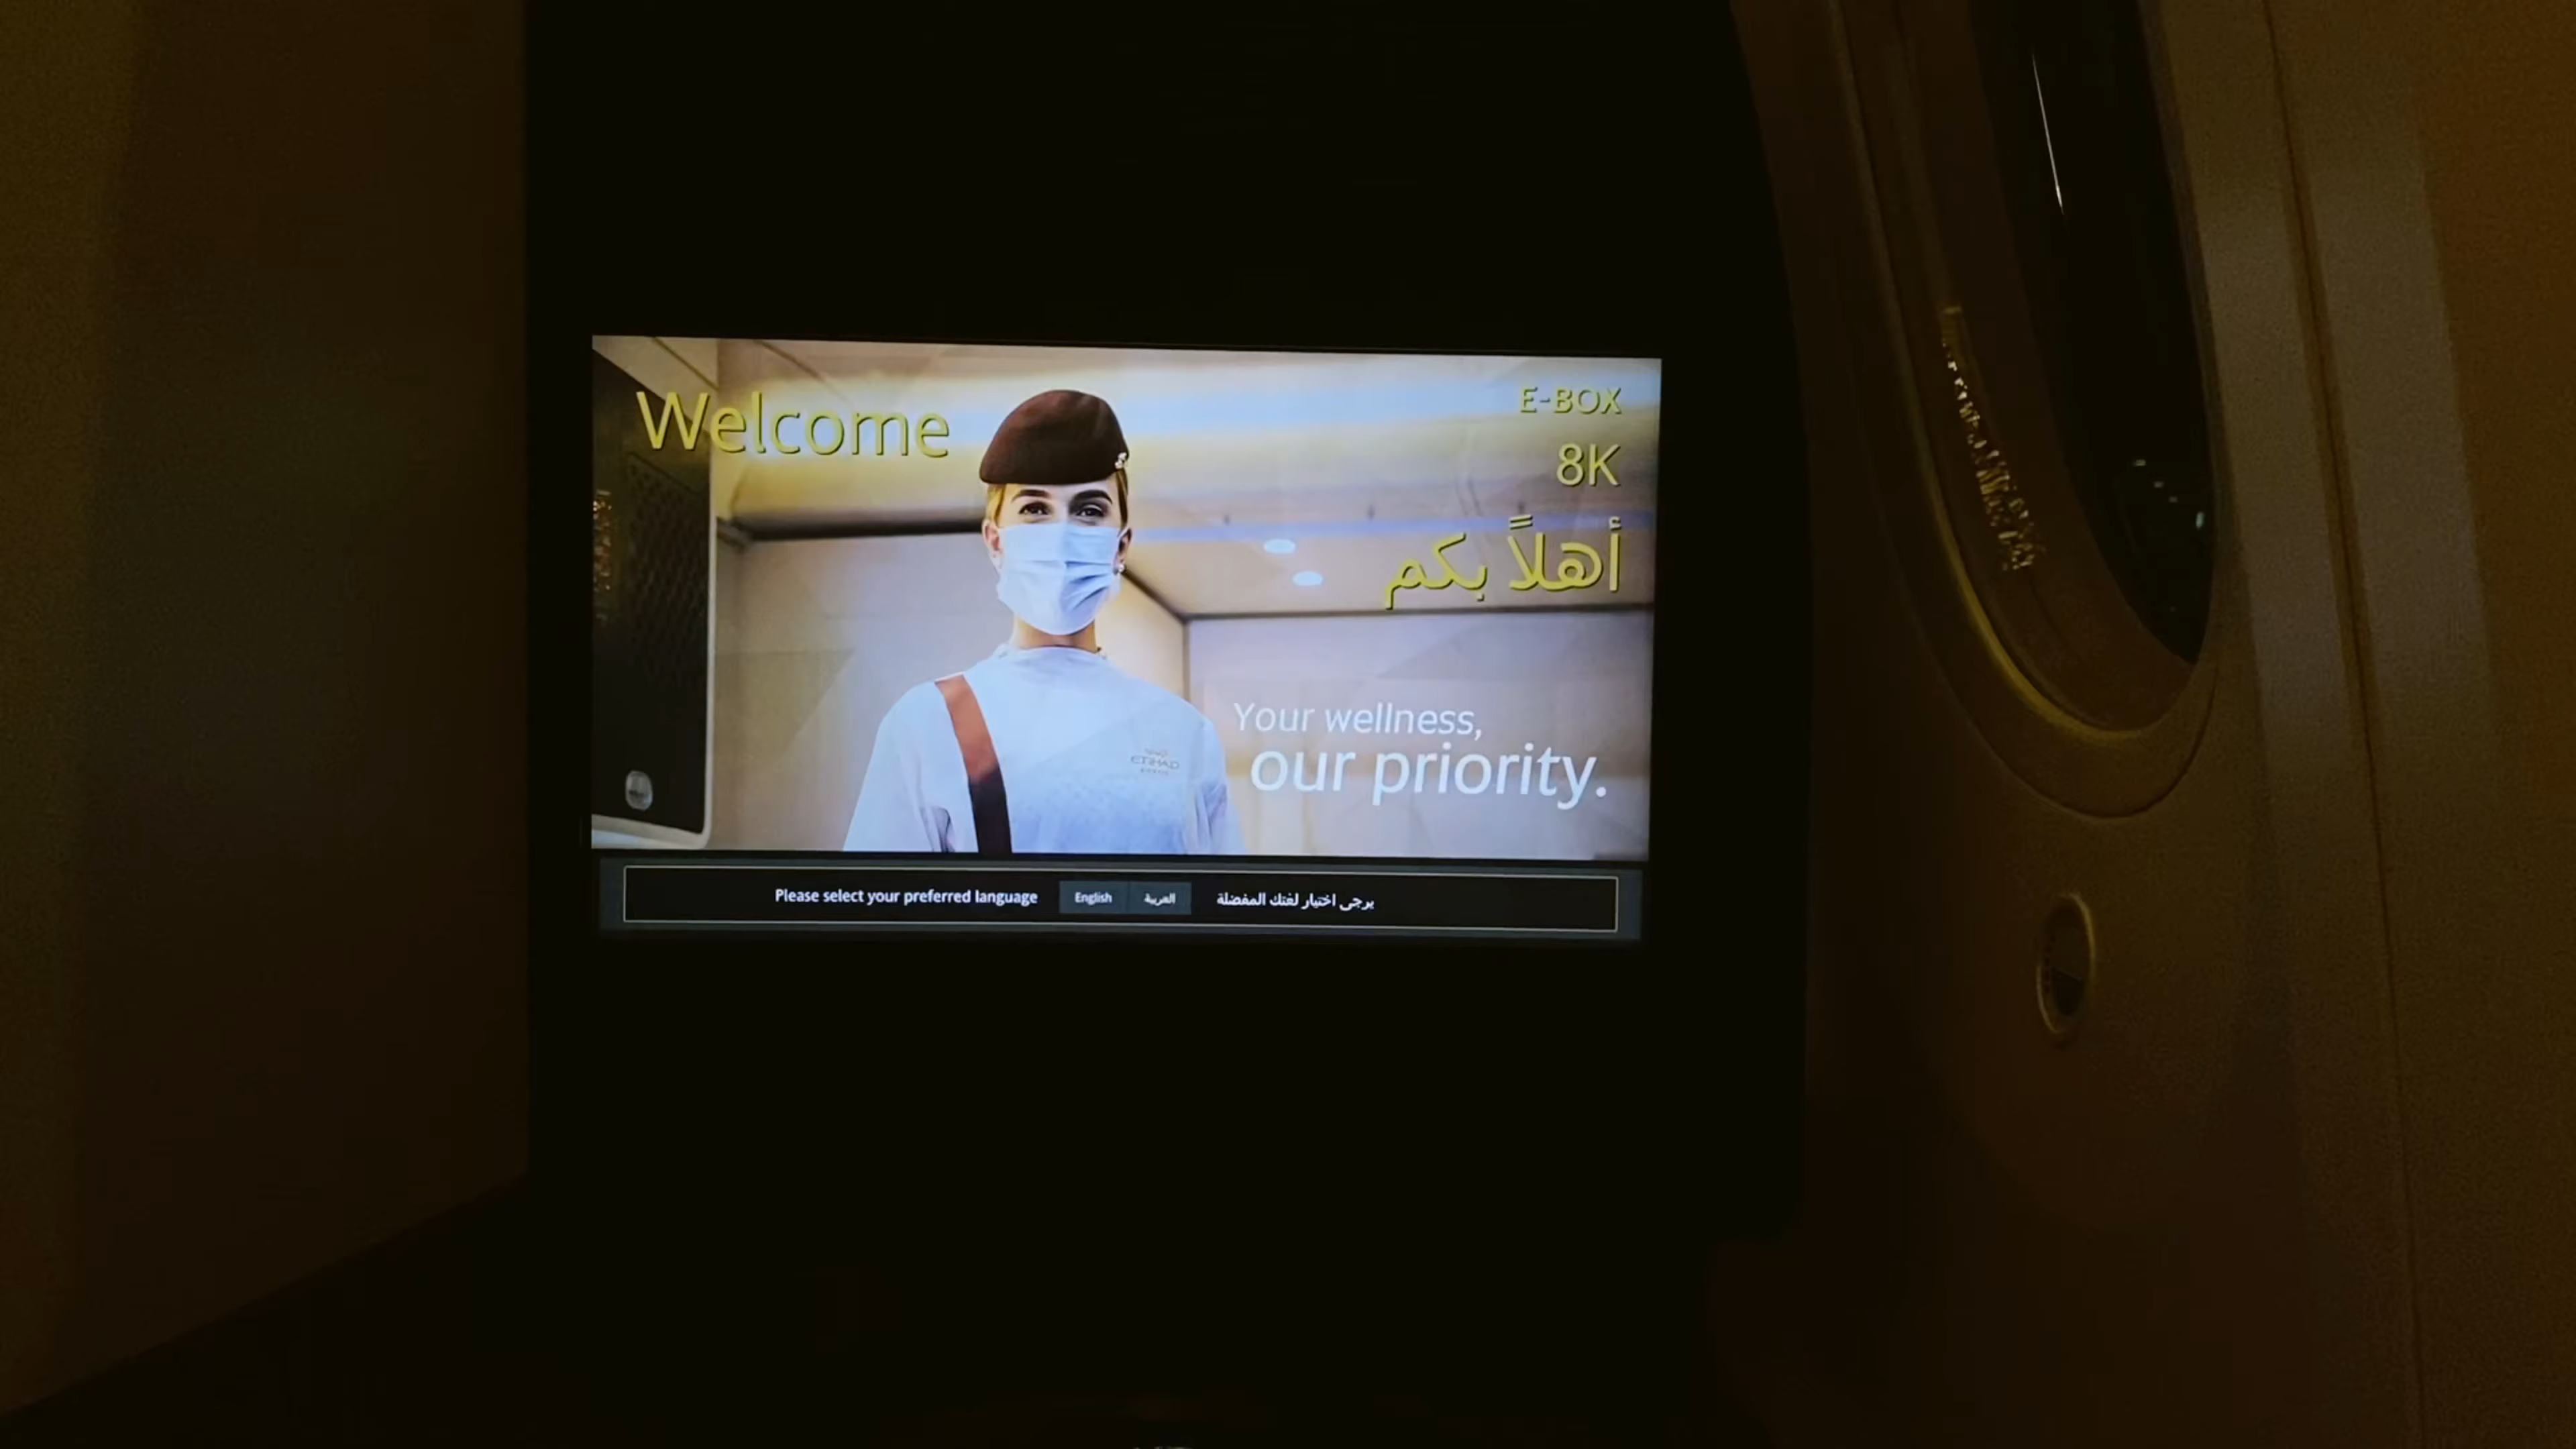 Welcome
E-BOX
8K
أهلاً بكم
Your wellness,
our priority.
ETIHAD
Please select your preferred language
English
العربية
يرجى اختيار لغتك المفضلة